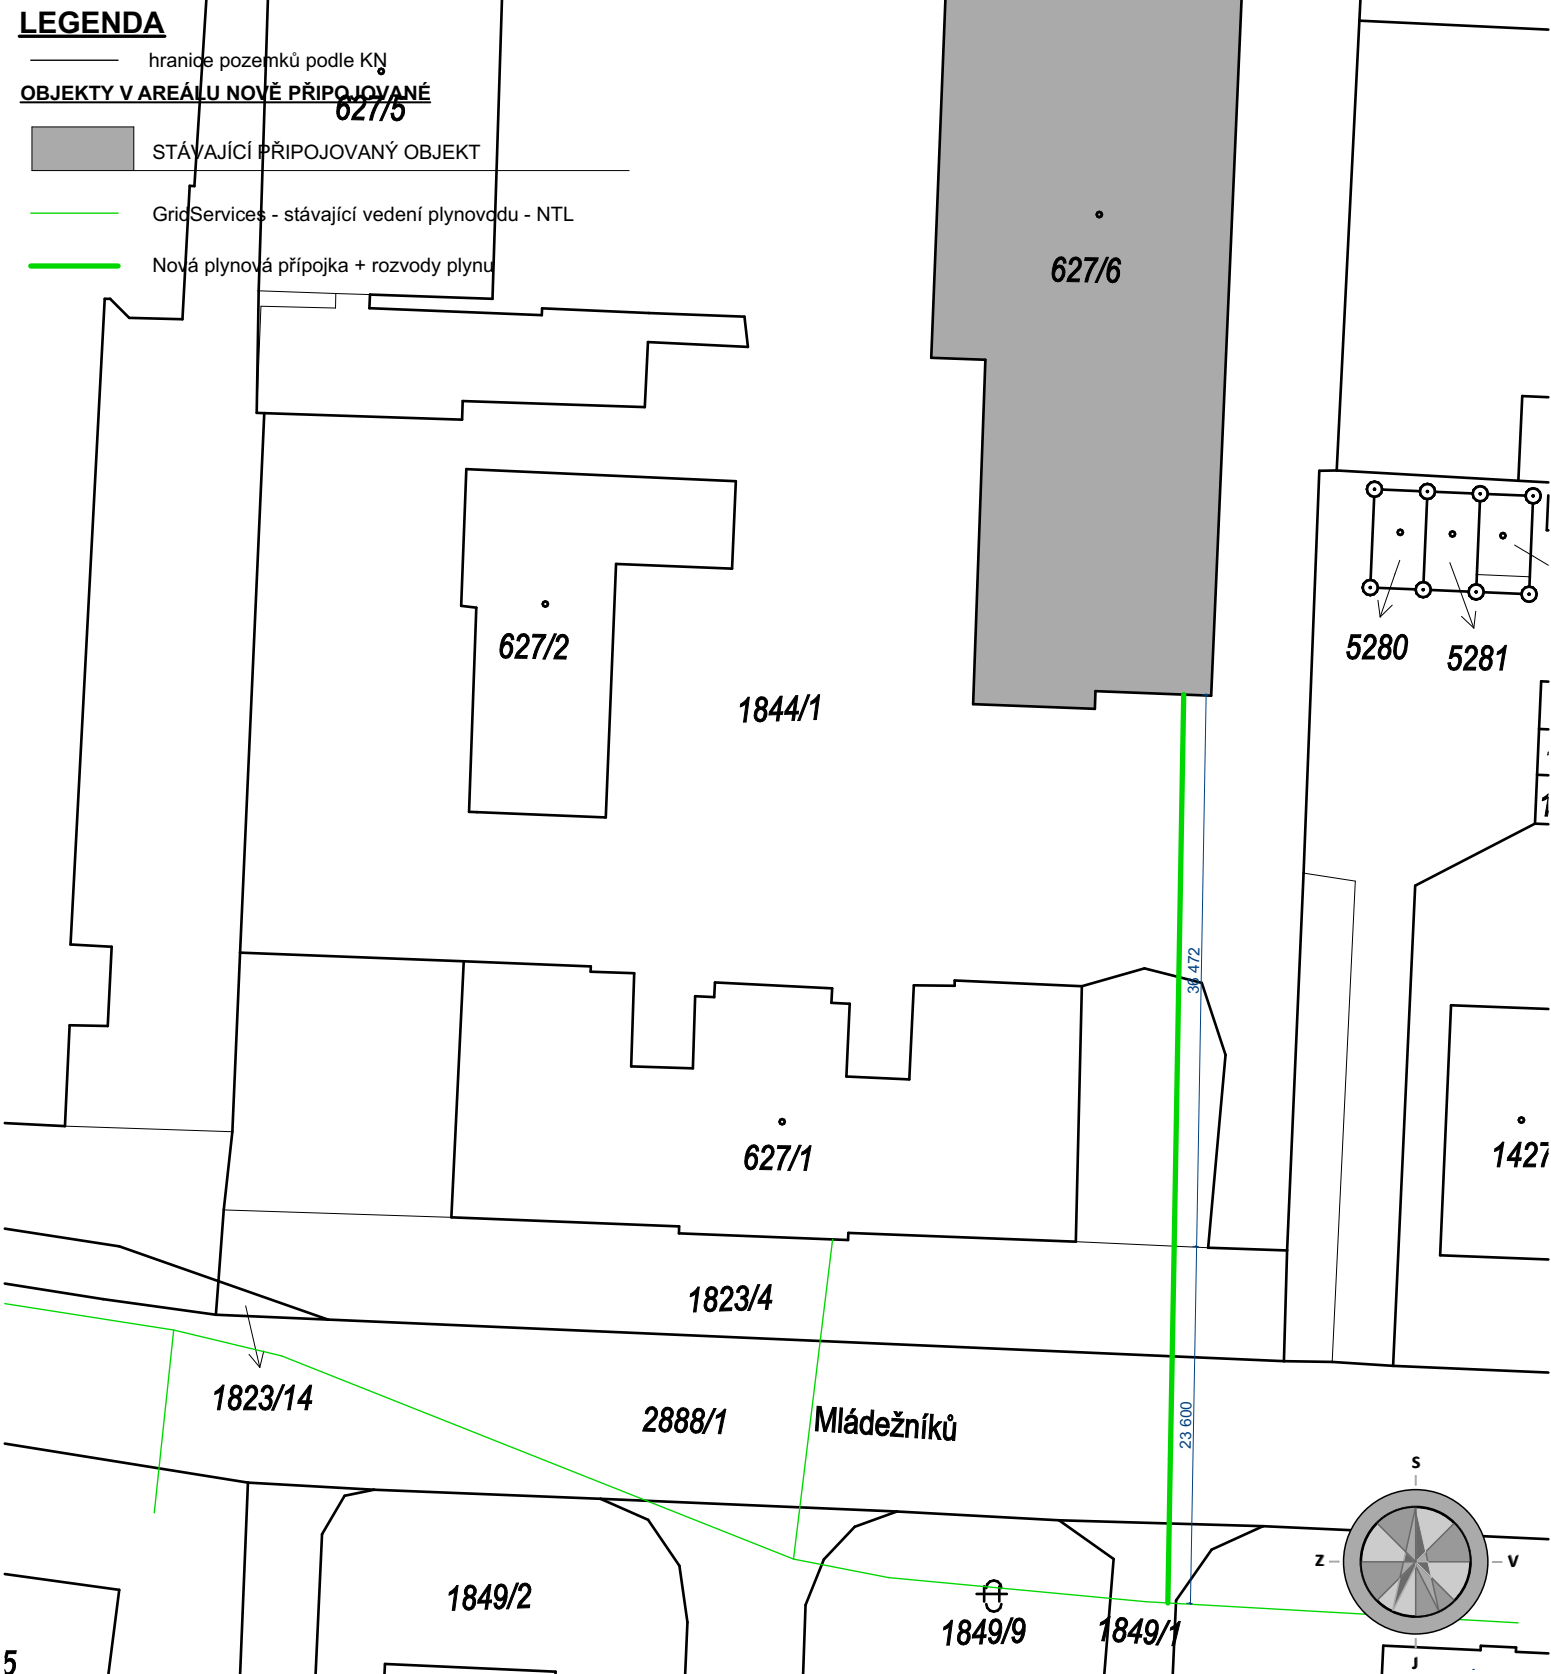 LEGENDA
hranice pozemků podle KN
OBJEKTY V AREÁLU NOVĚ PŘIPOJOVANÉ
627/5
STÁVAJÍCÍ PŘIPOJOVANÝ OBJEKT
GridServices - stávající vedení plynovodu - NTL
Nová plynová přípojka + rozvody plynu
627/6
627/2
5280
5281
1844/1
36 472
627/1
1427
1823/4
1823/14
2888/1
Mládežníků
23 600
S
Z
V
J
1849/2
1849/9
1849/1
5